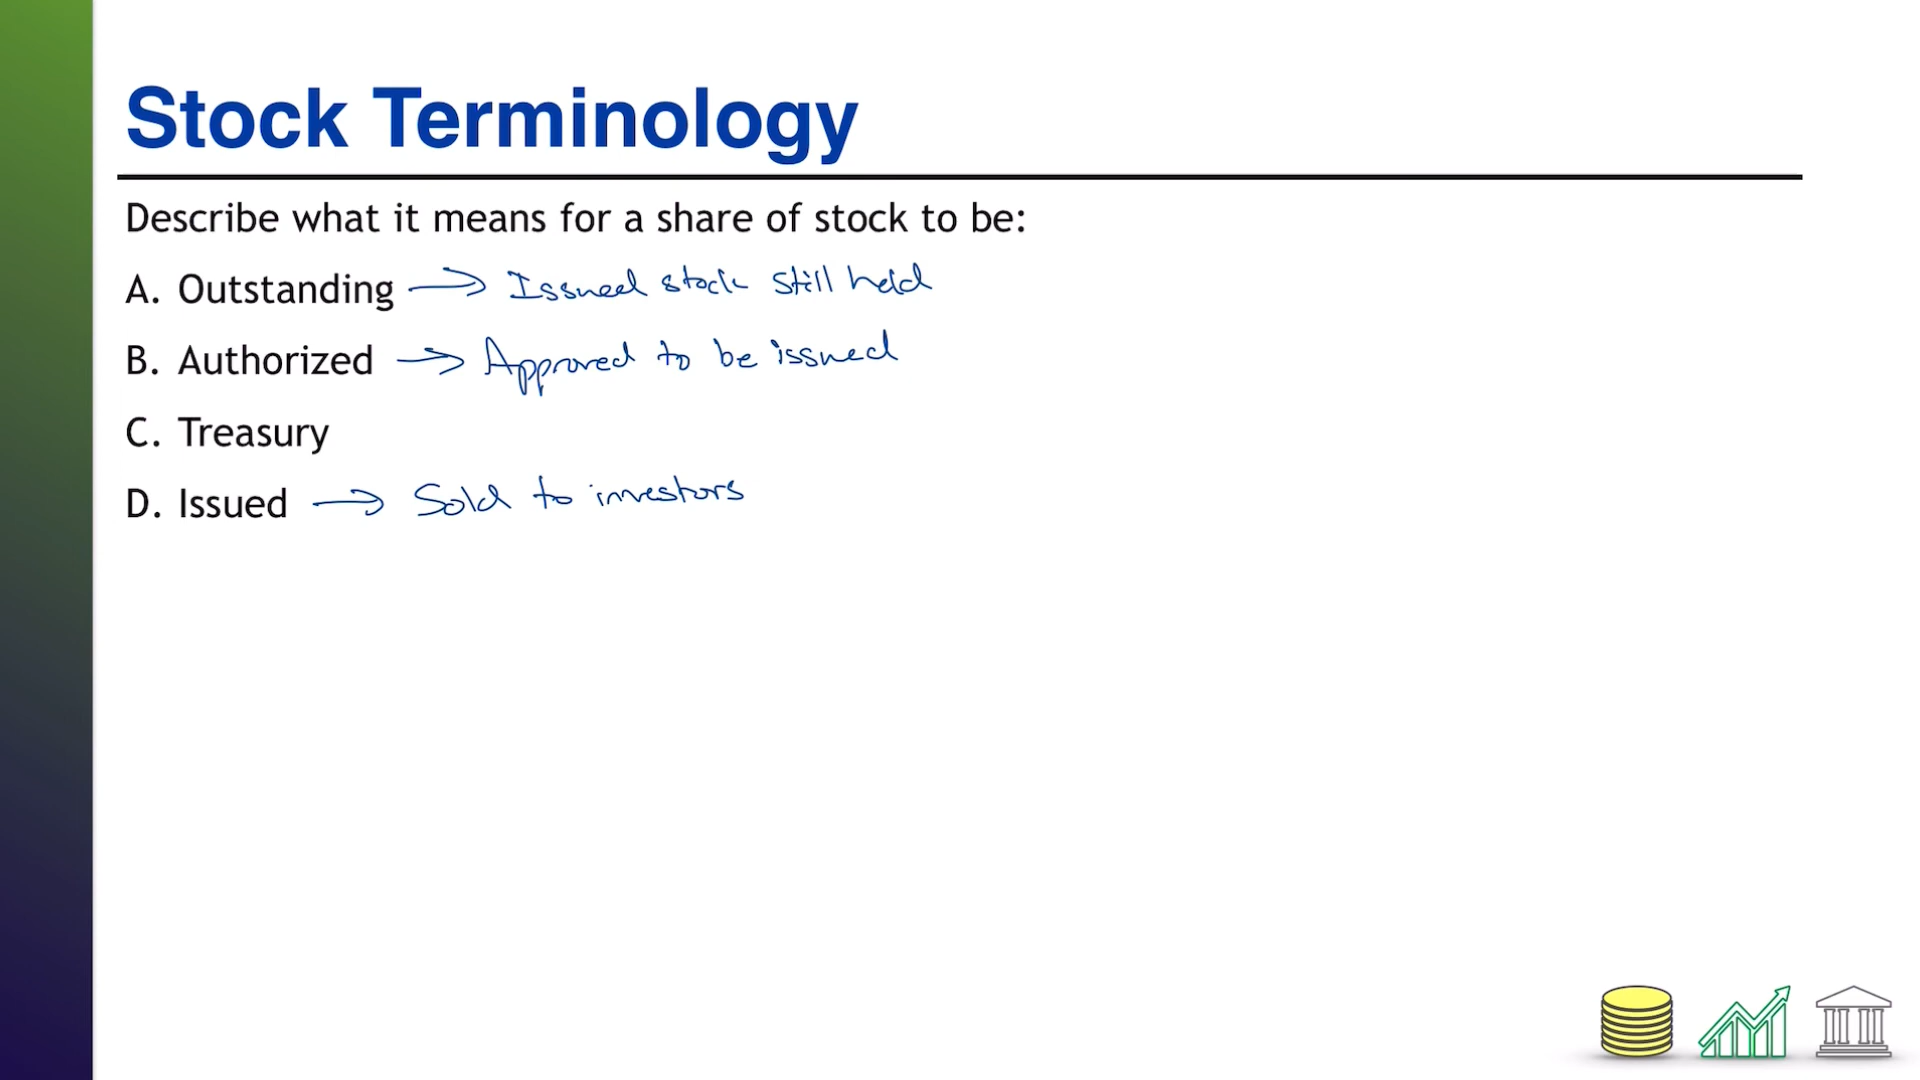 Stock Terminology
Describe what it means for a share of stock to be:
A. Outstanding → Issued stock still held
B. Authorized → Approved to be issued
C. Treasury
D. Issued → Sold to investors